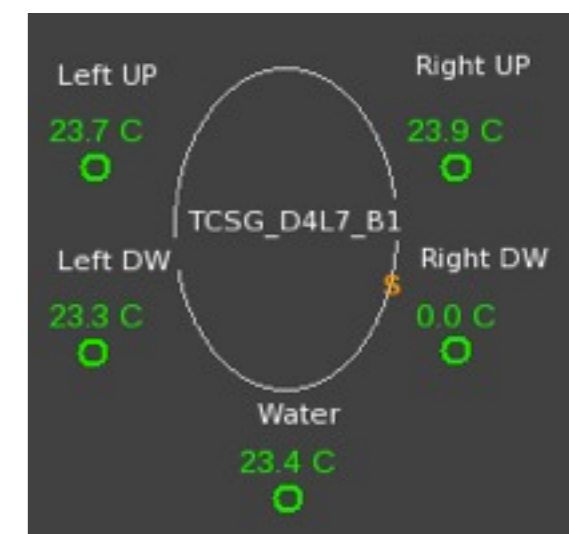 Left UP
Right UP
23.7 C
23.9 C
TCSG_D4L7_B1
Left DW
Right DW
S
23.3 C
0.0 C
Water
23.4 C